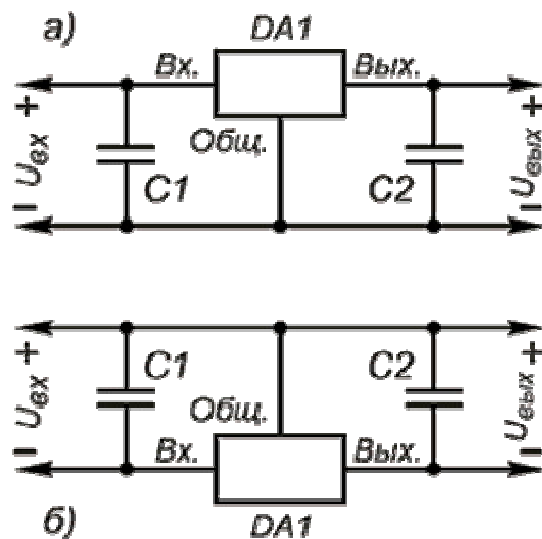 а) DA1
Вх. Вых.
+ +
Uвх Общ. Uвых
C1 C2
− −
+ C1 C2 +
Uвх Общ. Uвых
− Вх. Вых. −
б) DA1